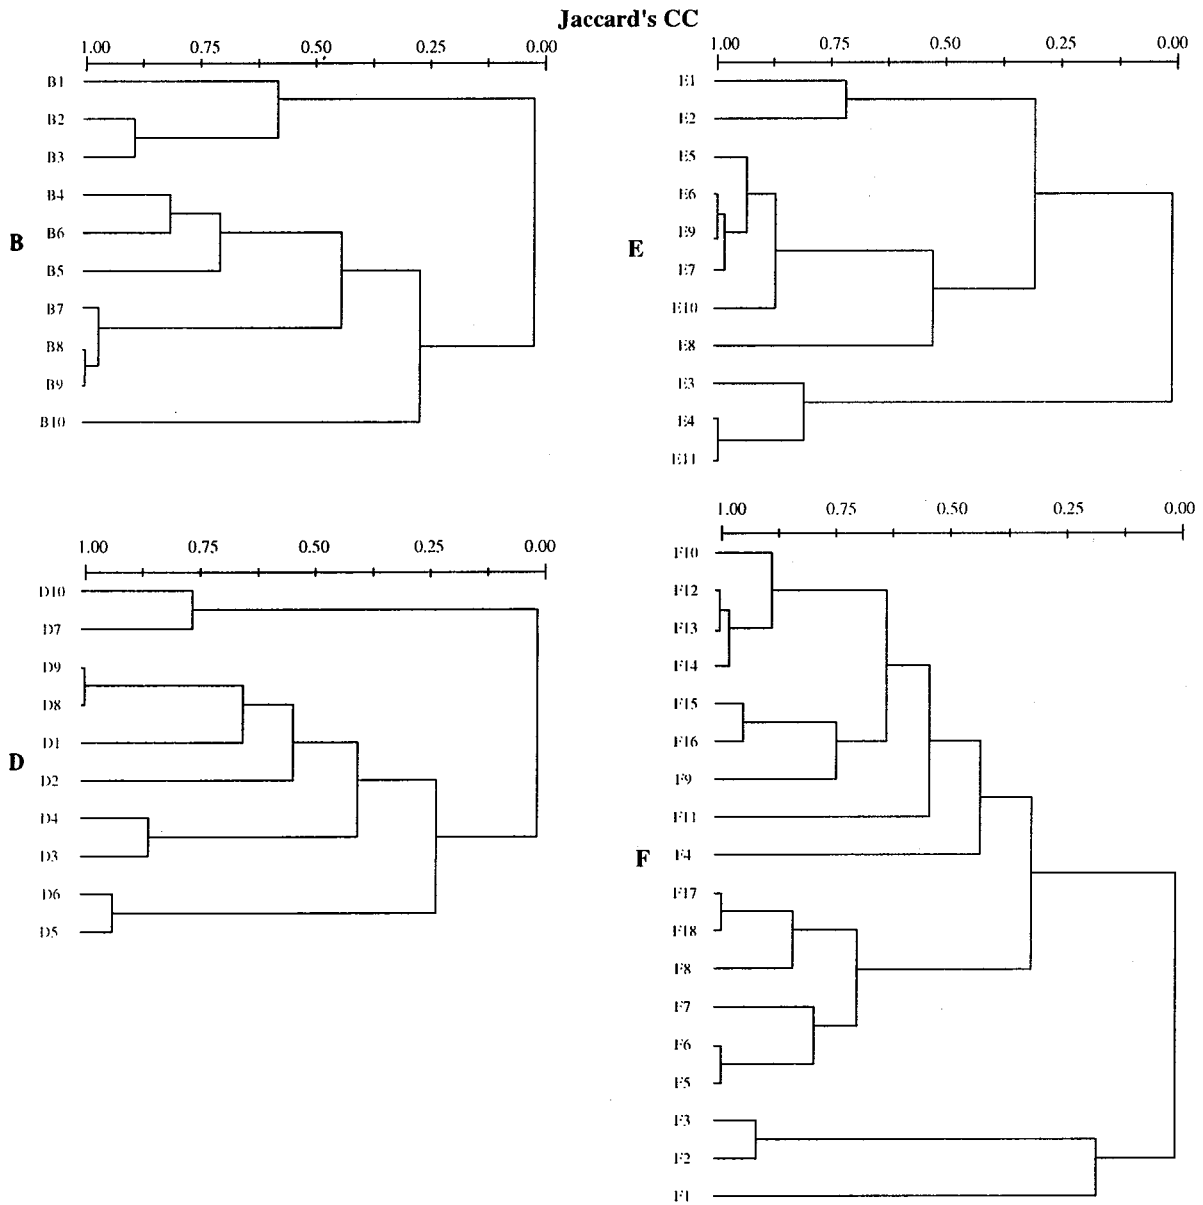 Jaccard's CC
1.00 0.75 0.50 0.25 0.00
B1
B2
B3
B4
B6
B5
B7
B8
B9
B10
B
1.00 0.75 0.50 0.25 0.00
E1
E2
E5
E6
E9
E7
E10
E8
E3
E4
E11
E
1.00 0.75 0.50 0.25 0.00
D10
D7
D9
D8
D1
D2
D4
D3
D6
D5
D
1.00 0.75 0.50 0.25 0.00
F10
F12
F13
F14
F15
F16
F9
F11
F4
F17
F18
F8
F7
F6
F5
F3
F2
F1
F